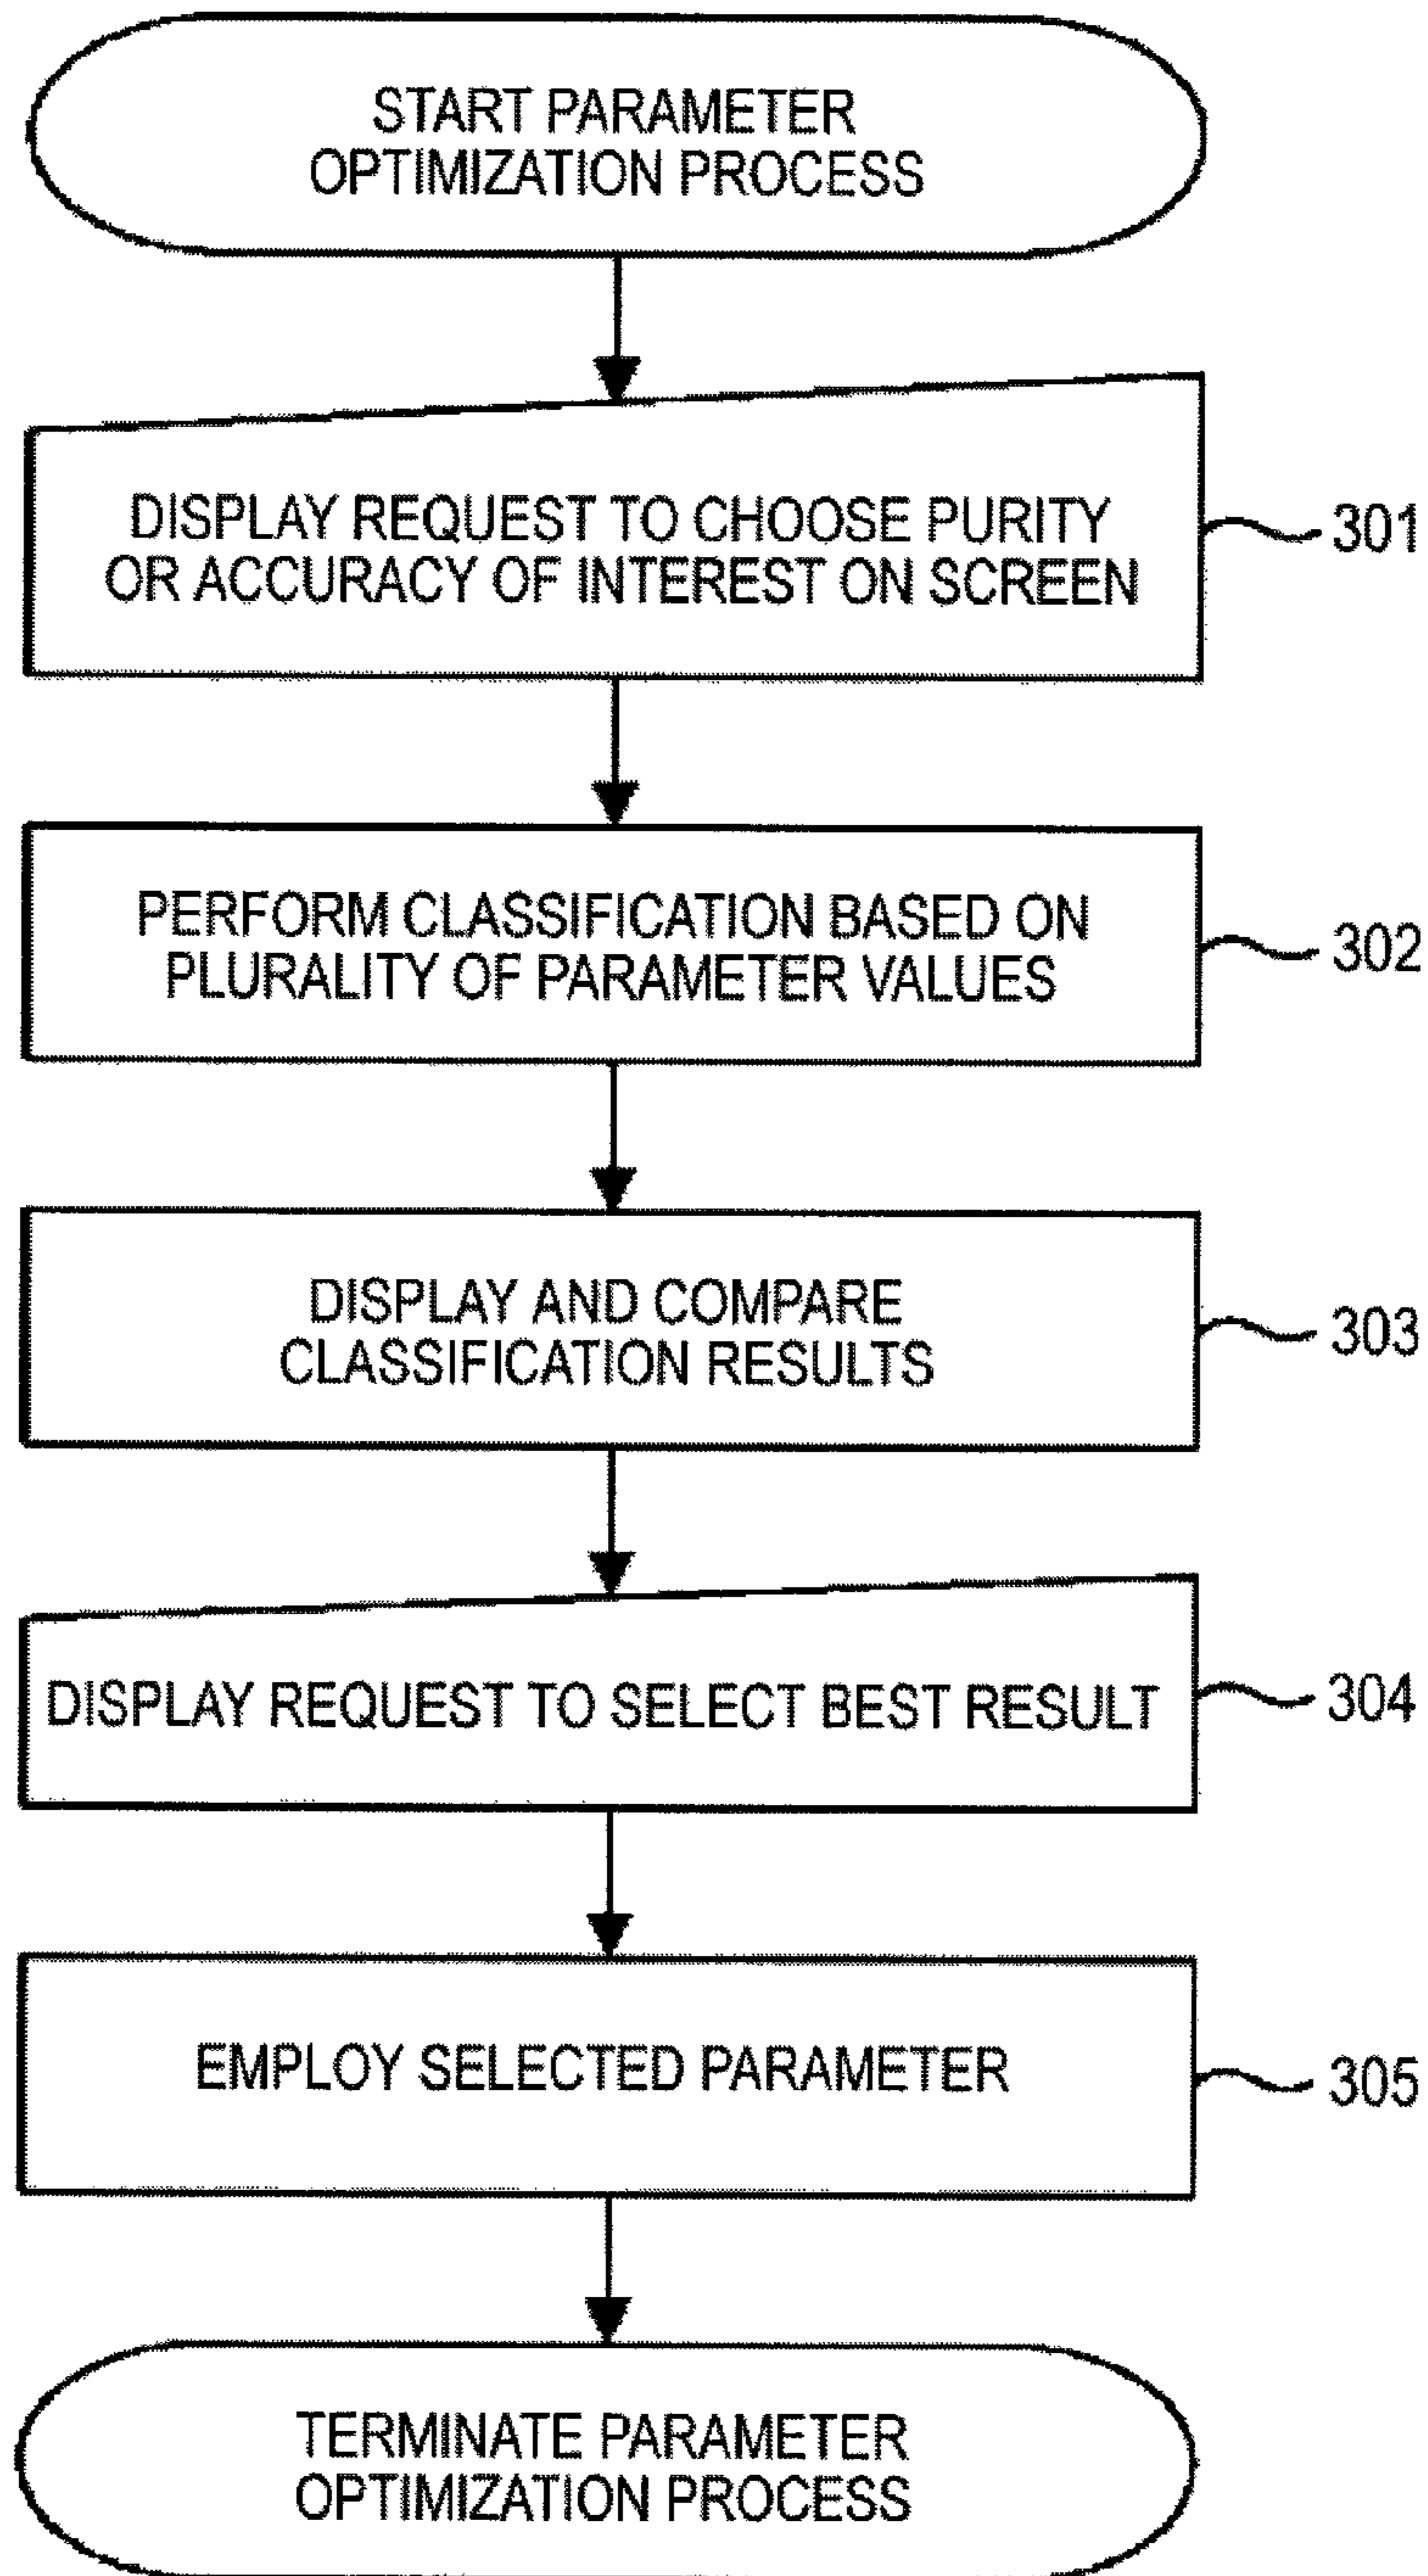 START PARAMETER
OPTIMIZATION PROCESS
DISPLAY REQUEST TO CHOOSE PURITY
OR ACCURACY OF INTEREST ON SCREEN
301
PERFORM CLASSIFICATION BASED ON
PLURALITY OF PARAMETER VALUES
302
DISPLAY AND COMPARE
CLASSIFICATION RESULTS
303
DISPLAY REQUEST TO SELECT BEST RESULT
304
EMPLOY SELECTED PARAMETER
305
TERMINATE PARAMETER
OPTIMIZATION PROCESS